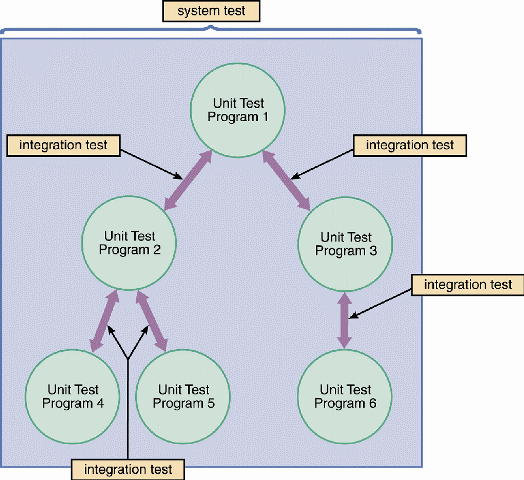 system test
Unit Test
Program 1
integration test
integration test
Unit Test
Program 2
Unit Test
Program 3
integration test
Unit Test
Program 4
Unit Test
Program 5
Unit Test
Program 6
integration test